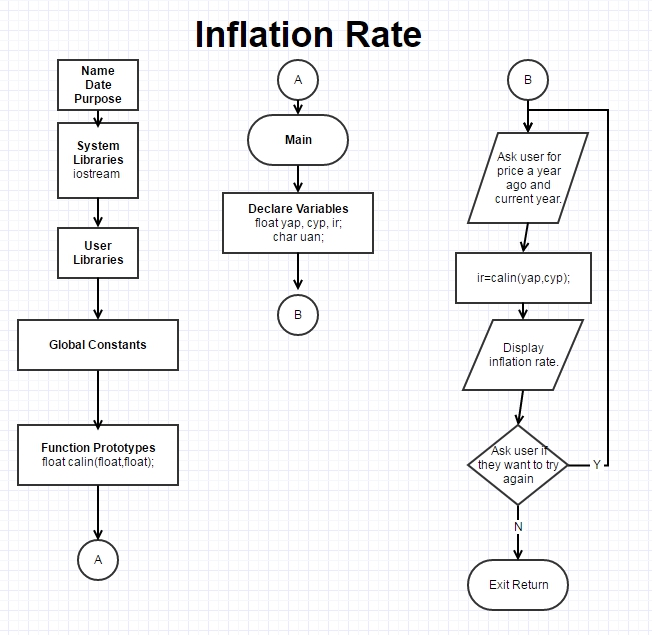 Inflation Rate
Name
Date
Purpose
System
Libraries
iostream
User
Libraries
Global Constants
Function Prototypes
float calin(float,float);
A
A
Main
Declare Variables
float yap, cyp, ir;
char uan;
B
B
Ask user for
price a year
ago and
current year.
ir=calin(yap,cyp);
Display
inflation rate.
Ask user if
they want to try
again
Y
N
Exit Return